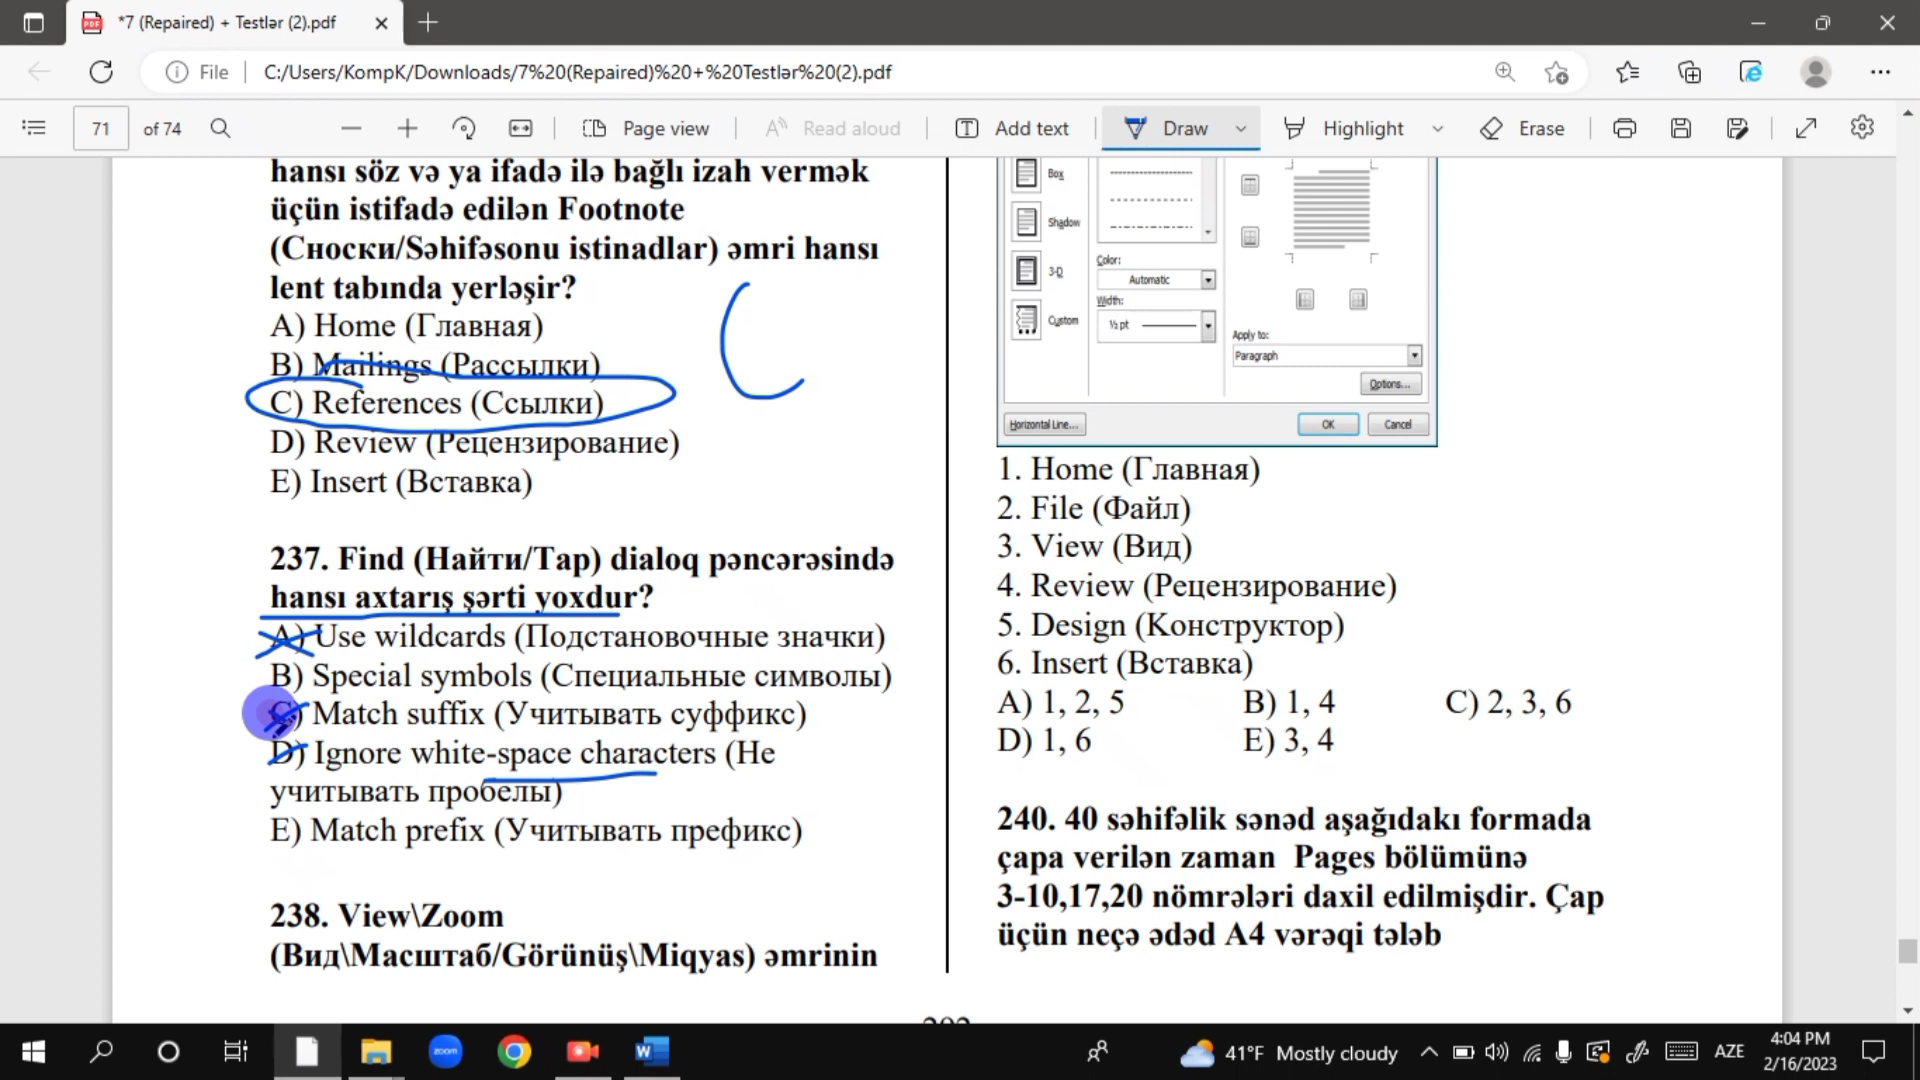 *7 (Repaired) + Testlər (2).pdf
File
C:/Users/KompK/Downloads/7%20(Repaired)%20+%20Testlər%20(2).pdf
71 of 74
Page view
Read aloud
Add text
Draw
Highlight
Erase
hansı söz və ya ifadə ilə bağlı izah vermək
üçün istifadə edilən Footnote
(Сноски/Səhifəsonu istinadlar) əmri hansı
lent tabında yerləşir?
A) Home (Главная)
B) Mailings (Рассылки)
C) References (Ссылки)
D) Review (Рецензирование)
E) Insert (Вставка)
237. Find (Найти/Тар) dialoq pəncərəsində
hansı axtarış şərti yoxdur?
A) Use wildcards (Подстановочные значки)
B) Special symbols (Специальные символы)
C) Match suffix (Учитывать суффикс)
D) Ignore white-space characters (Не
учитывать пробелы)
E) Match prefix (Учитывать префикс)
238. View\Zoom
(Вид\Масштаб/Görünüş\Miqyas) əmrinin
Box
Shadow
3-D
Custom
Color:
Automatic
Width:
½ pt
Apply to:
Paragraph
Options...
Horizontal Line...
OK
Cancel
1. Home (Главная)
2. File (Файл)
3. View (Вид)
4. Review (Рецензирование)
5. Design (Конструктор)
6. Insert (Вставка)
A) 1, 2, 5 B) 1, 4 C) 2, 3, 6
D) 1, 6 E) 3, 4
240. 40 səhifəlik sənəd aşağıdakı formada
çapa verilən zaman Pages bölümünə
3-10,17,20 nömrələri daxil edilmişdir. Çap
üçün neçə ədəd A4 vərəqi tələb
zoom
41°F Mostly cloudy
AZE
4:04 PM
2/16/2023